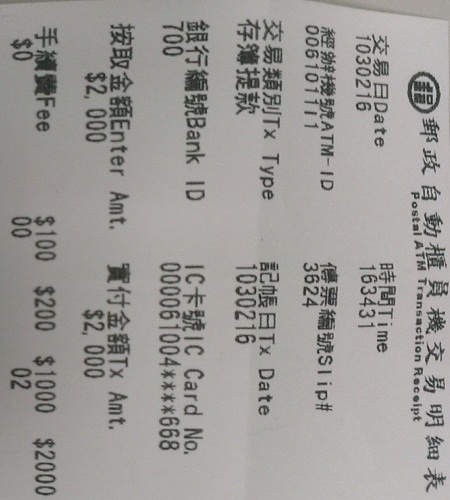 郵政自動櫃員機交易明細表
Postal ATM Transaction Receipt
交易日Date 時間Time
1030216 163431
經辦機號ATM-ID 傳票編號Slip#
00610111I 3624
交易類別Tx Type 記帳日Tx Date
存簿提款 1030216
銀行編號Bank ID IC卡號IC Card No.
700 0000061004****668
按取金額Enter Amt. 實付金額Tx Amt.
$2,000 $2,000
手續費Fee $100 $200 $1000 $2000
$0 00 02